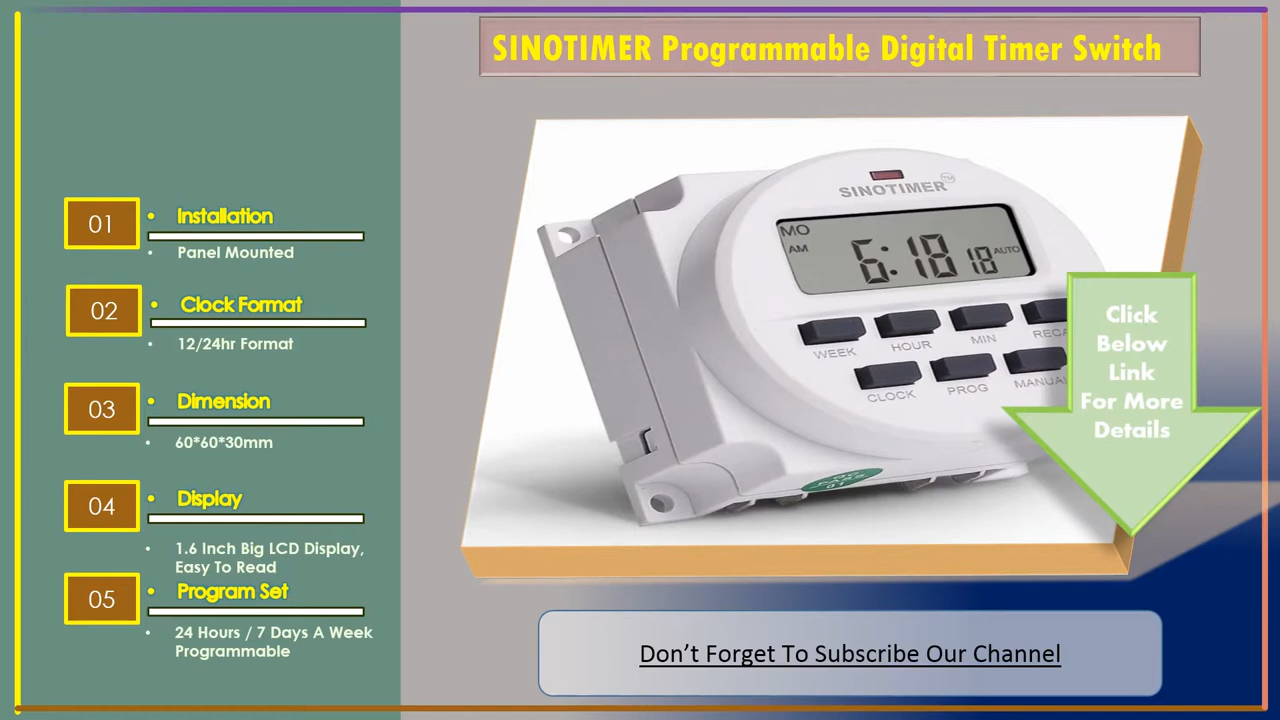 SINOTIMER Programmable Digital Timer Switch
01
• Installation
• Panel Mounted
02
• Clock Format
• 12/24hr Format
03
• Dimension
• 60*60*30mm
04
• Display
• 1.6 Inch Big LCD Display,
Easy To Read
05
• Program Set
• 24 Hours / 7 Days A Week
Programmable
SINOTIMER TM
MO
AM
6:18 18 AUTO
WEEK HOUR MIN
CLOCK PROG MANUAL
PASS
01
Click
Below
Link
For More
Details
Don’t Forget To Subscribe Our Channel